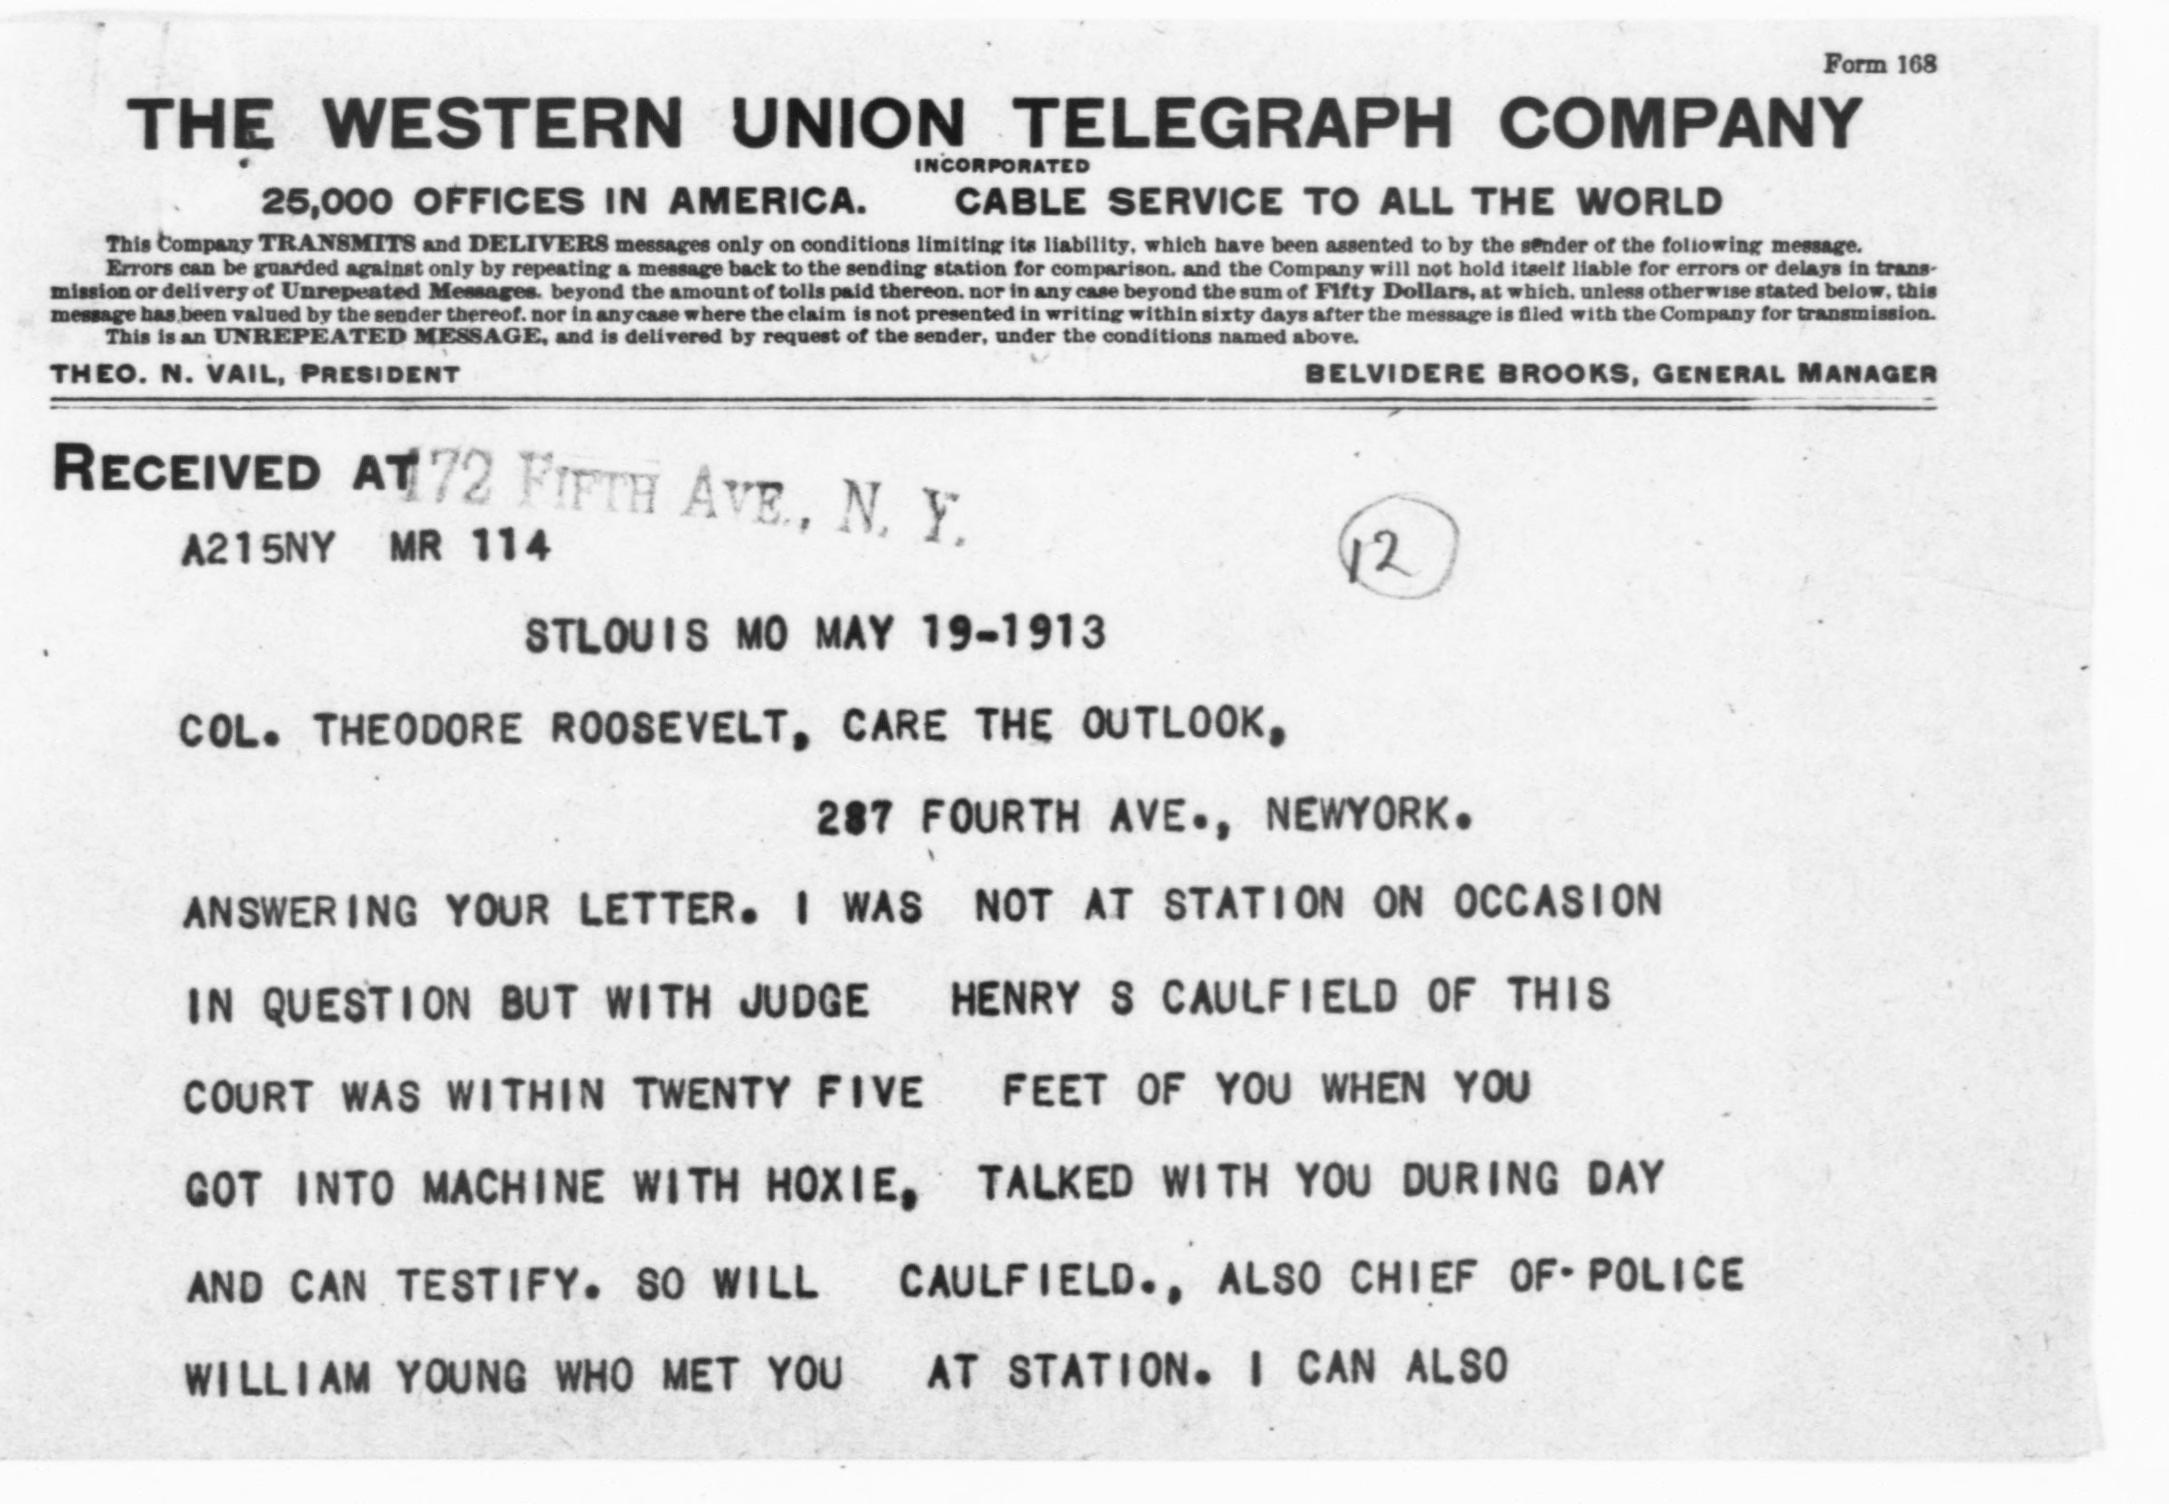 Form 168
THE WESTERN UNION TELEGRAPH COMPANY
INCORPORATED
25,000 OFFICES IN AMERICA. CABLE SERVICE TO ALL THE WORLD
This Company TRANSMITS and DELIVERS messages only on conditions limiting its liability, which have been assented to by the sender of the following message.
Errors can be guarded against only by repeating a message back to the sending station for comparison, and the Company will not hold itself liable for errors or delays in trans-
mission or delivery of Unrepeated Messages, beyond the amount of tolls paid thereon, nor in any case beyond the sum of Fifty Dollars, at which, unless otherwise stated below, this
message has been valued by the sender thereof, nor in any case where the claim is not presented in writing within sixty days after the message is filed with the Company for transmission.
This is an UNREPEATED MESSAGE, and is delivered by request of the sender, under the conditions named above.
THEO. N. VAIL, PRESIDENT BELVIDERE BROOKS, GENERAL MANAGER
RECEIVED AT 172 FIFTH AVE., N. Y.
A215NY MR 114
12
STLOUIS MO MAY 19-1913
COL. THEODORE ROOSEVELT, CARE THE OUTLOOK,
287 FOURTH AVE., NEWYORK.
ANSWERING YOUR LETTER. I WAS NOT AT STATION ON OCCASION
IN QUESTION BUT WITH JUDGE HENRY S CAULFIELD OF THIS
COURT WAS WITHIN TWENTY FIVE FEET OF YOU WHEN YOU
GOT INTO MACHINE WITH HOXIE, TALKED WITH YOU DURING DAY
AND CAN TESTIFY. SO WILL CAULFIELD., ALSO CHIEF OF-POLICE
WILLIAM YOUNG WHO MET YOU AT STATION. I CAN ALSO